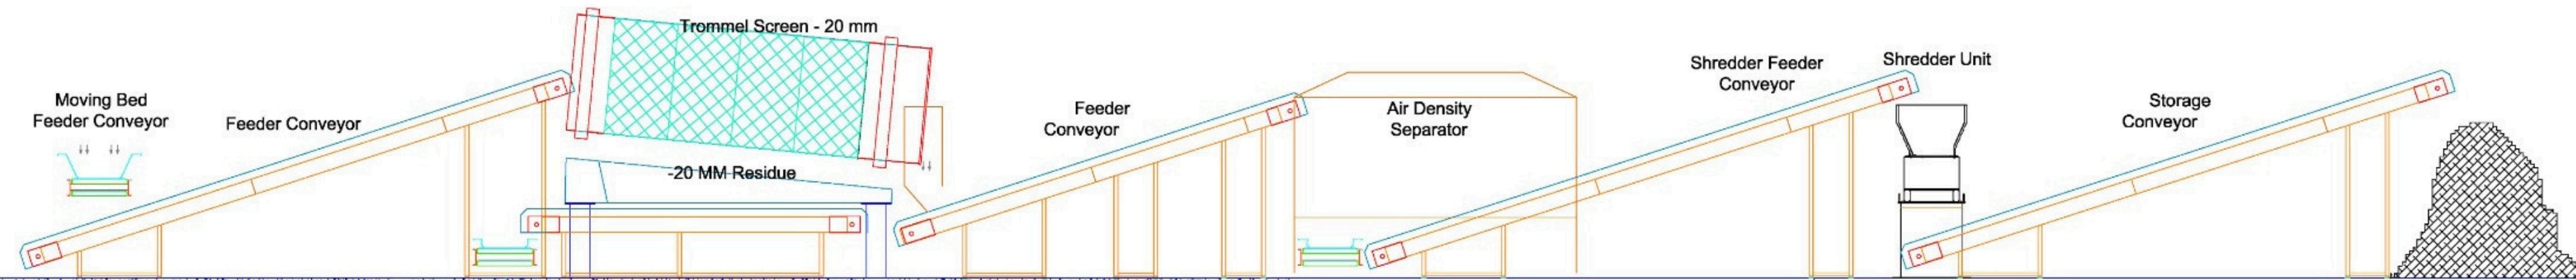 Moving Bed
Feeder Conveyor
Feeder Conveyor
Trommel Screen - 20 mm
-20 MM Residue
Feeder
Conveyor
Air Density
Separator
Shredder Feeder
Conveyor
Shredder Unit
Storage
Conveyor